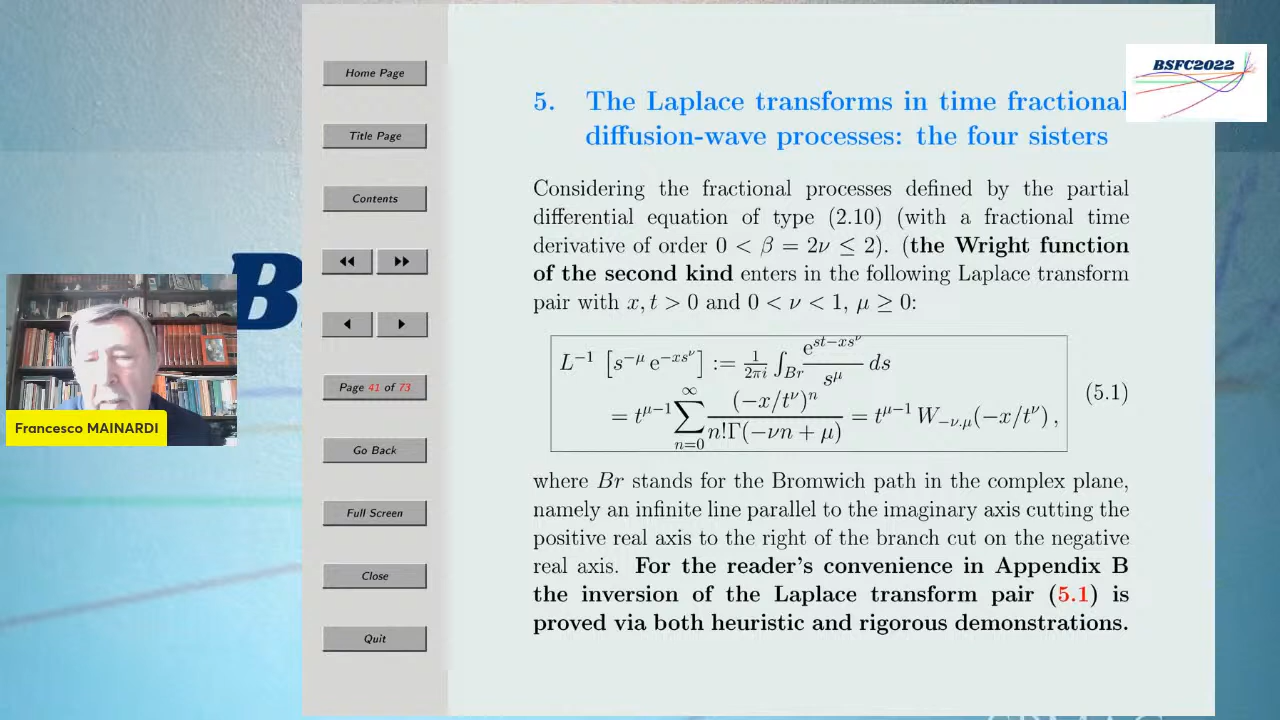 Home Page
Title Page
Contents
Page 41 of 73
Go Back
Full Screen
Close
Quit
BSFC2022
5. The Laplace transforms in time fractional
diffusion-wave processes: the four sisters
Considering the fractional processes defined by the partial
differential equation of type (2.10) (with a fractional time
derivative of order 0 < β = 2ν ≤ 2). (the Wright function
of the second kind enters in the following Laplace transform
pair with x, t > 0 and 0 < ν < 1, μ ≥ 0:
L⁻¹ [s^{−μ} e^{−xs^ν}] := 1/(2πi) ∫_{Br} e^{st−xs^ν}/s^μ ds
= t^{μ−1} ∑_{n=0}^{∞} (−x/t^ν)^n / (n!Γ(−νn + μ)) = t^{μ−1} W_{−ν.μ}(−x/t^ν) ,
(5.1)
where Br stands for the Bromwich path in the complex plane,
namely an infinite line parallel to the imaginary axis cutting the
positive real axis to the right of the branch cut on the negative
real axis. For the reader's convenience in Appendix B
the inversion of the Laplace transform pair (5.1) is
proved via both heuristic and rigorous demonstrations.
B
Francesco MAINARDI